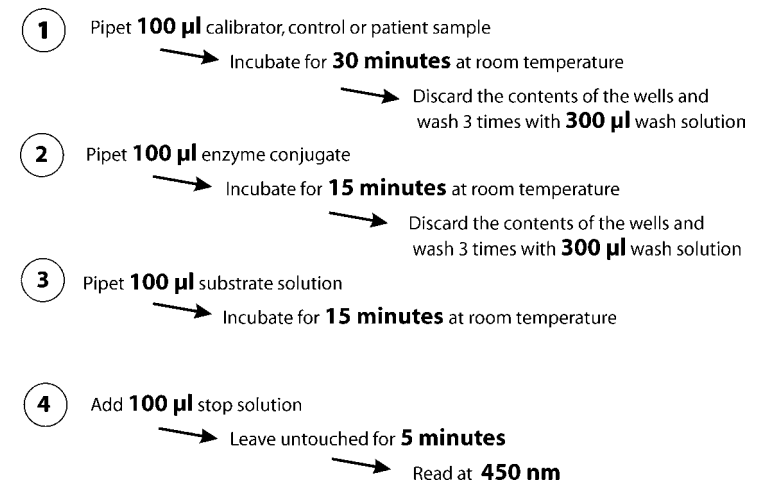 1 Pipet 100 µl calibrator, control or patient sample
Incubate for 30 minutes at room temperature
Discard the contents of the wells and
wash 3 times with 300 µl wash solution
2 Pipet 100 µl enzyme conjugate
Incubate for 15 minutes at room temperature
Discard the contents of the wells and
wash 3 times with 300 µl wash solution
3 Pipet 100 µl substrate solution
Incubate for 15 minutes at room temperature
4 Add 100 µl stop solution
Leave untouched for 5 minutes
Read at 450 nm